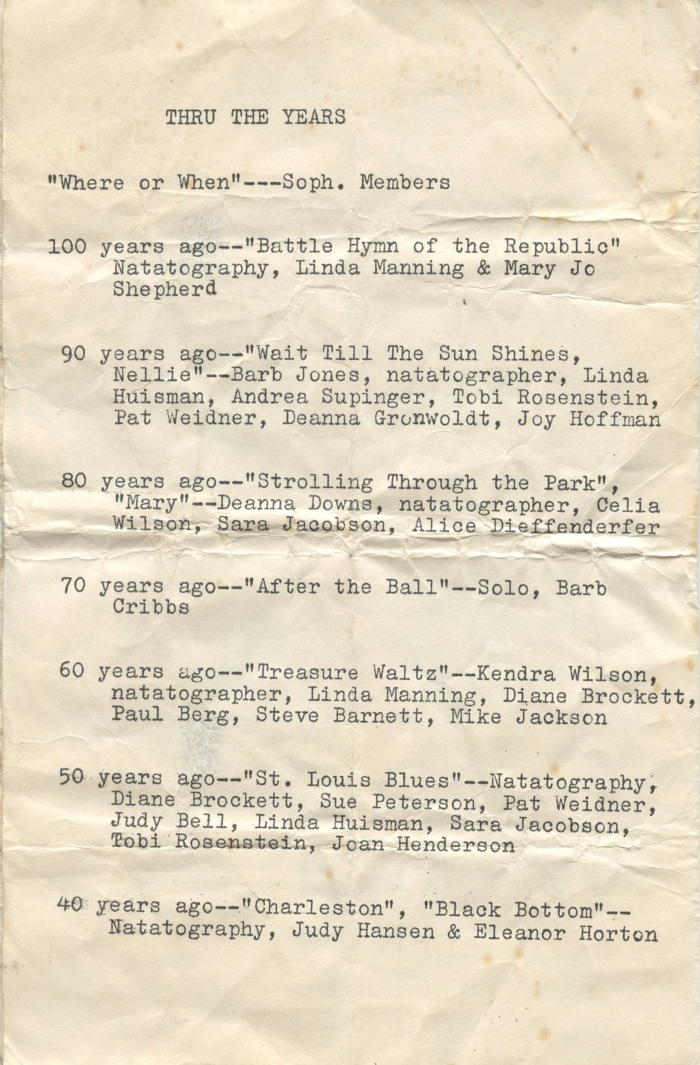 THRU THE YEARS
"Where or When"---Soph. Members
100 years ago--"Battle Hymn of the Republic"
Natatography, Linda Manning & Mary Jo
Shepherd
90 years ago--"Wait Till The Sun Shines,
Nellie"--Barb Jones, natatographer, Linda
Huisman, Andrea Supinger, Tobi Rosenstein,
Pat Weidner, Deanna Gronwoldt, Joy Hoffman
80 years ago--"Strolling Through the Park",
"Mary"--Deanna Downs, natatographer, Celia
Wilson, Sara Jacobson, Alice Dieffenderfer
70 years ago--"After the Ball"--Solo, Barb
Cribbs
60 years ago--"Treasure Waltz"--Kendra Wilson,
natatographer, Linda Manning, Diane Brockett,
Paul Berg, Steve Barnett, Mike Jackson
50 years ago--"St. Louis Blues"--Natatography,
Diane Brockett, Sue Peterson, Pat Weidner,
Judy Bell, Linda Huisman, Sara Jacobson,
Tobi Rosenstein, Joan Henderson
40 years ago--"Charleston", "Black Bottom"--
Natatography, Judy Hansen & Eleanor Horton